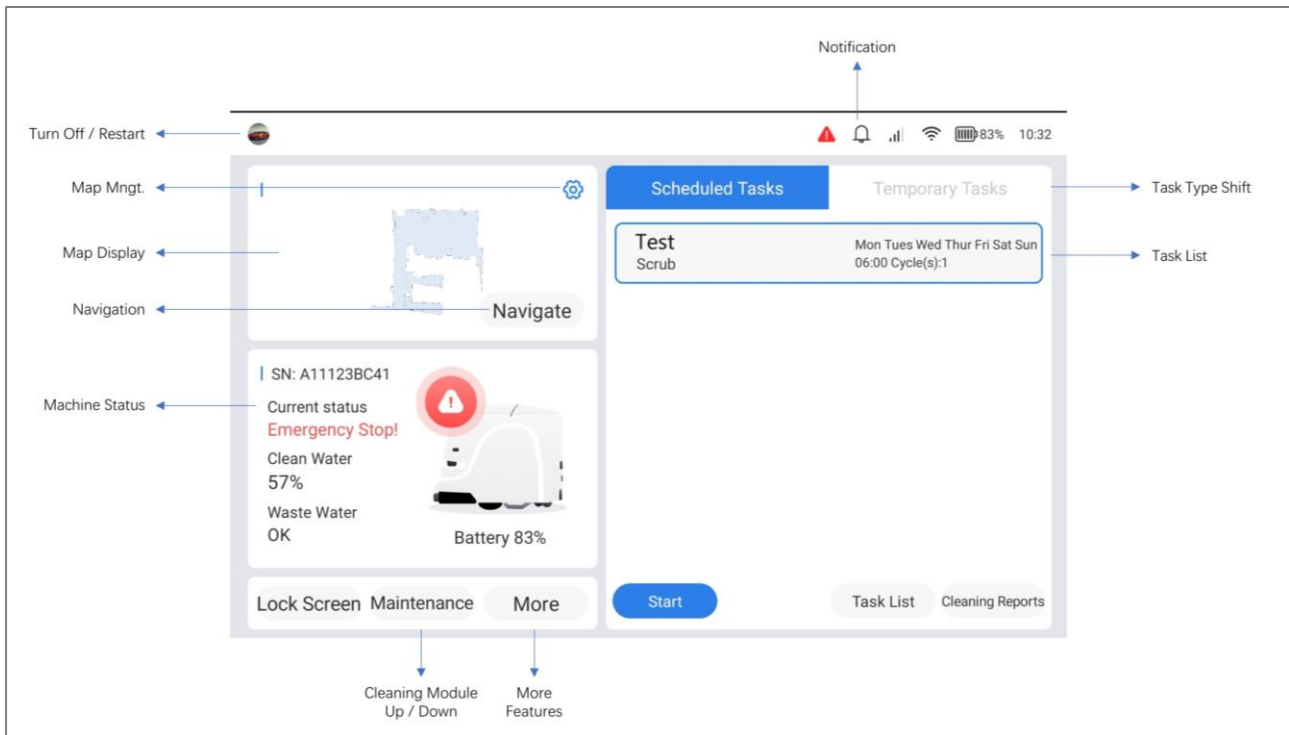 Notification
Turn Off / Restart
83% 10:32
Map Mngt.
Scheduled Tasks
Temporary Tasks
Task Type Shift
Map Display
Test
Scrub
Mon Tues Wed Thur Fri Sat Sun
06:00 Cycle(s):1
Task List
Navigation
Navigate
SN: A11123BC41
Machine Status
Current status
Emergency Stop!
Clean Water
57%
Waste Water
OK
Battery 83%
Lock Screen
Maintenance
More
Start
Task List
Cleaning Reports
Cleaning Module
Up / Down
More
Features